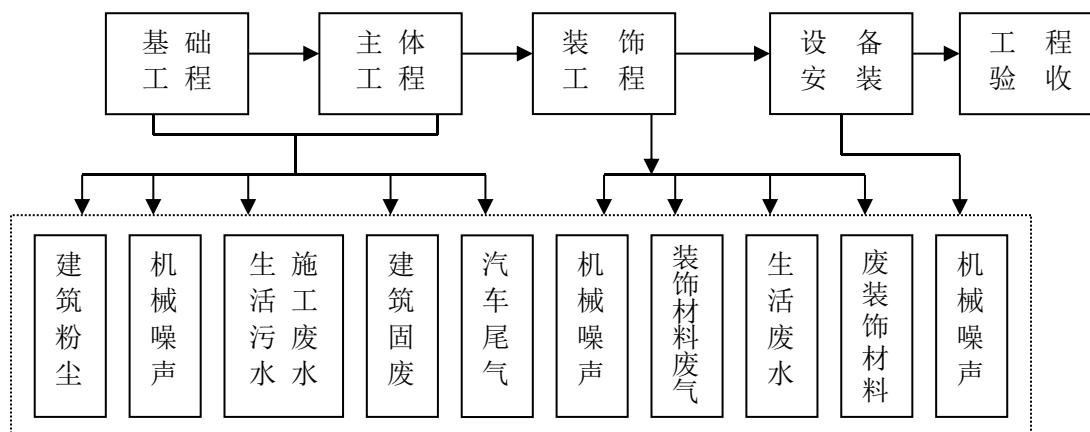 基础
工程
主体
工程
装饰
工程
设备
安装
工程
验收
建筑粉尘
机械噪声
施工废水
生活污水
建筑固废
汽车尾气
机械噪声
装饰材料废气
生活废水
废装饰材料
机械噪声